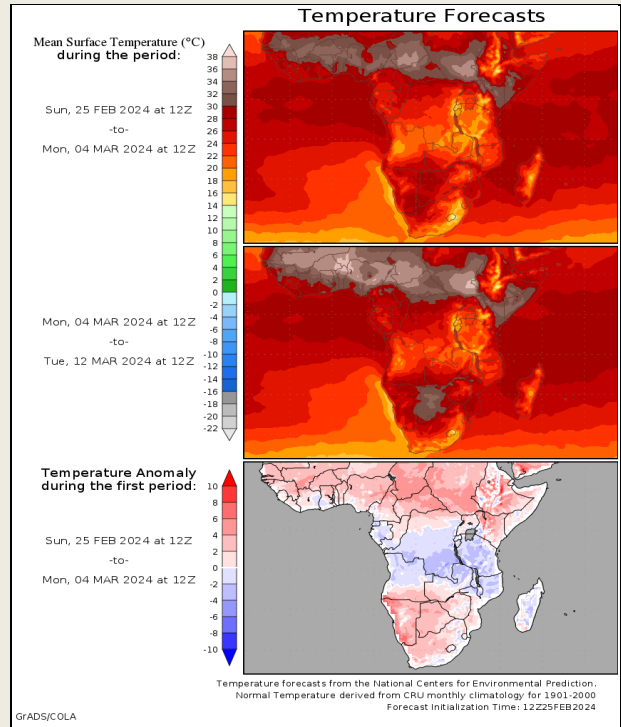 Temperature Forecasts
Mean Surface Temperature (°C)
during the period:
Sun, 25 FEB 2024 at 12Z
-to-
Mon, 04 MAR 2024 at 12Z
38
36
34
32
30
28
26
24
22
20
18
16
14
12
10
8
6
4
2
0
-2
-4
-6
-8
-10
-12
-14
-16
-18
-20
-22
Mon, 04 MAR 2024 at 12Z
-to-
Tue, 12 MAR 2024 at 12Z
Temperature Anomaly
during the first period:
Sun, 25 FEB 2024 at 12Z
-to-
Mon, 04 MAR 2024 at 12Z
10
8
6
4
2
0
-2
-4
-6
-8
-10
Temperature forecasts from the National Centers for Environmental Prediction.
Normal Temperature derived from CRU monthly climatology for 1901-2000
Forecast Initialization Time: 12Z25FEB2024
GrADS/COLA